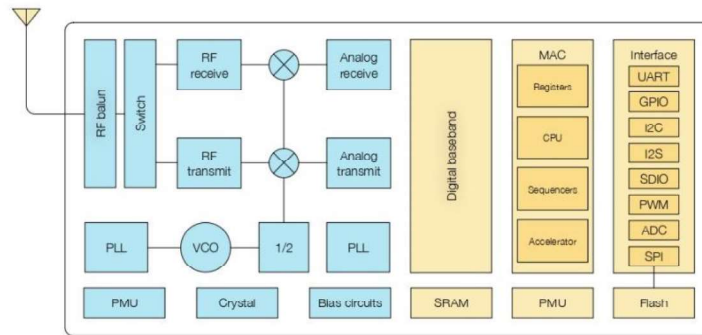 RF balun
Switch
RF
receive
Analog
receive
RF
transmit
Analog
transmit
PLL
VCO
1/2
PLL
PMU
Crystal
Bias circuits
Digital baseband
SRAM
MAC
Registers
CPU
Sequencers
Accelerator
PMU
Interface
UART
GPIO
I2C
I2S
SDIO
PWM
ADC
SPI
Flash